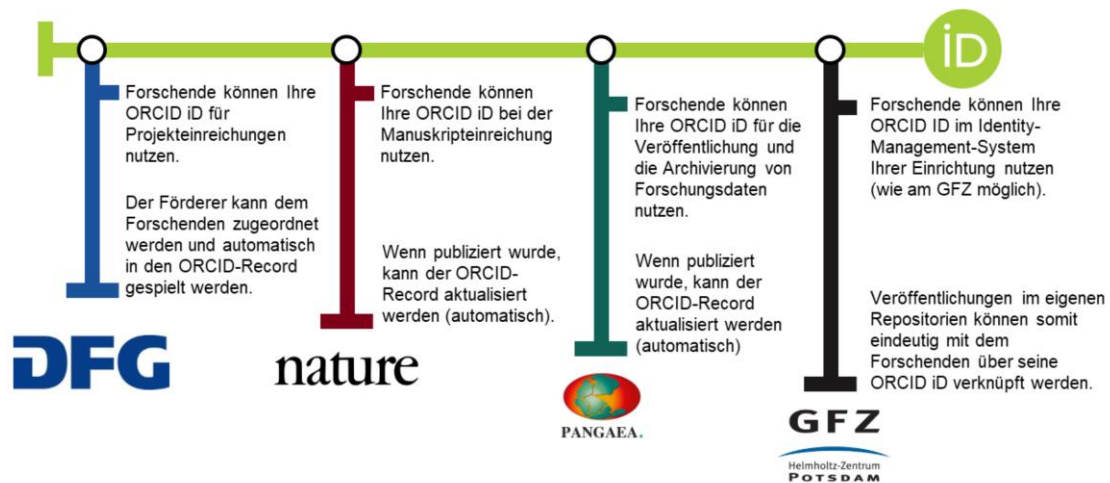 iD
Forschende können Ihre
ORCID iD für
Projekteinreichungen
nutzen.
Der Förderer kann dem
Forschenden zugeordnet
werden und automatisch
in den ORCID-Record
gespielt werden.
DFG
Forschende können
Ihre ORCID iD bei der
Manuskripteinreichung
nutzen.
Wenn publiziert wurde,
kann der ORCID-
Record aktualisiert
werden (automatisch).
nature
Forschende können
Ihre ORCID iD für die
Veröffentlichung und
die Archivierung von
Forschungsdaten
nutzen.
Wenn publiziert
wurde, kann der
ORCID-Record
aktualisiert werden
(automatisch)
PANGAEA.
Forschende können Ihre
ORCID ID im Identity-
Management-System
Ihrer Einrichtung nutzen
(wie am GFZ möglich).
Veröffentlichungen im eigenen
Repositorien können somit
eindeutig mit dem
Forschenden über seine
ORCID iD verknüpft werden.
GFZ
Helmholtz-Zentrum
POTSDAM